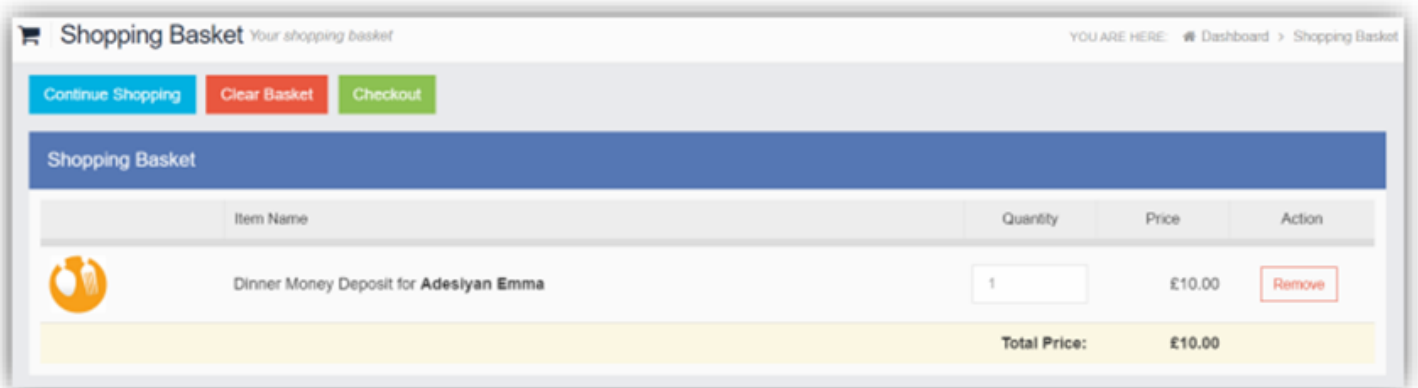 Shopping Basket Your shopping basket YOU ARE HERE: Dashboard > Shopping Basket
Continue Shopping Clear Basket Checkout
Shopping Basket
Item Name Quantity Price Action
Dinner Money Deposit for Adesiyan Emma 1 £10.00 Remove
Total Price: £10.00